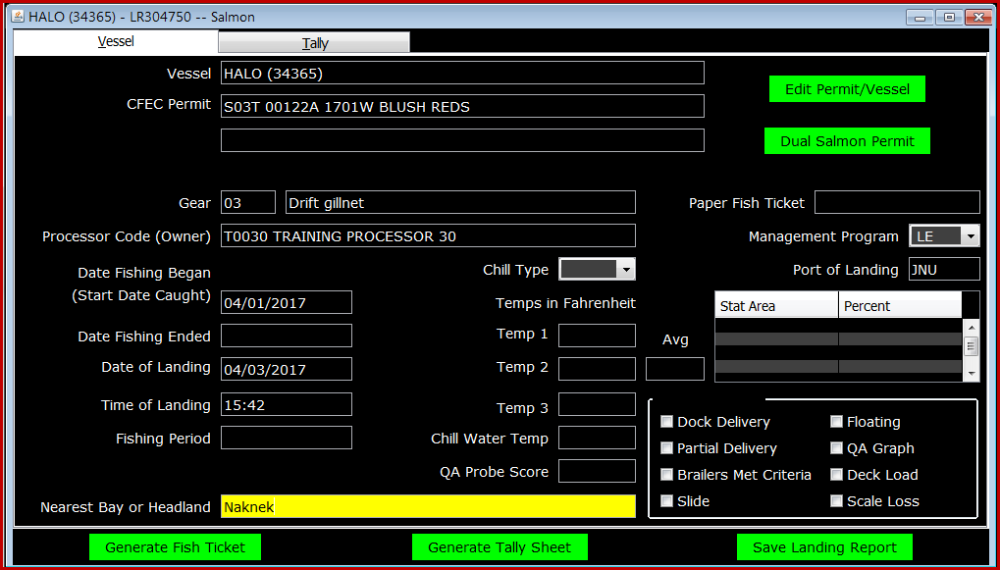 HALO (34365) - LR304750 -- Salmon
Vessel
Tally
Vessel
HALO (34365)
CFEC Permit
S03T 00122A 1701W BLUSH REDS
Edit Permit/Vessel
Dual Salmon Permit
Gear
03
Drift gillnet
Paper Fish Ticket
Processor Code (Owner)
T0030 TRAINING PROCESSOR 30
Management Program
LE
Date Fishing Began
(Start Date Caught)
04/01/2017
Chill Type
Port of Landing
JNU
Temps in Fahrenheit
Stat Area
Percent
Date Fishing Ended
Temp 1
Avg
Date of Landing
04/03/2017
Temp 2
Time of Landing
15:42
Temp 3
Fishing Period
Chill Water Temp
QA Probe Score
Dock Delivery
Floating
Partial Delivery
QA Graph
Brailers Met Criteria
Deck Load
Slide
Scale Loss
Nearest Bay or Headland
Naknek
Generate Fish Ticket
Generate Tally Sheet
Save Landing Report